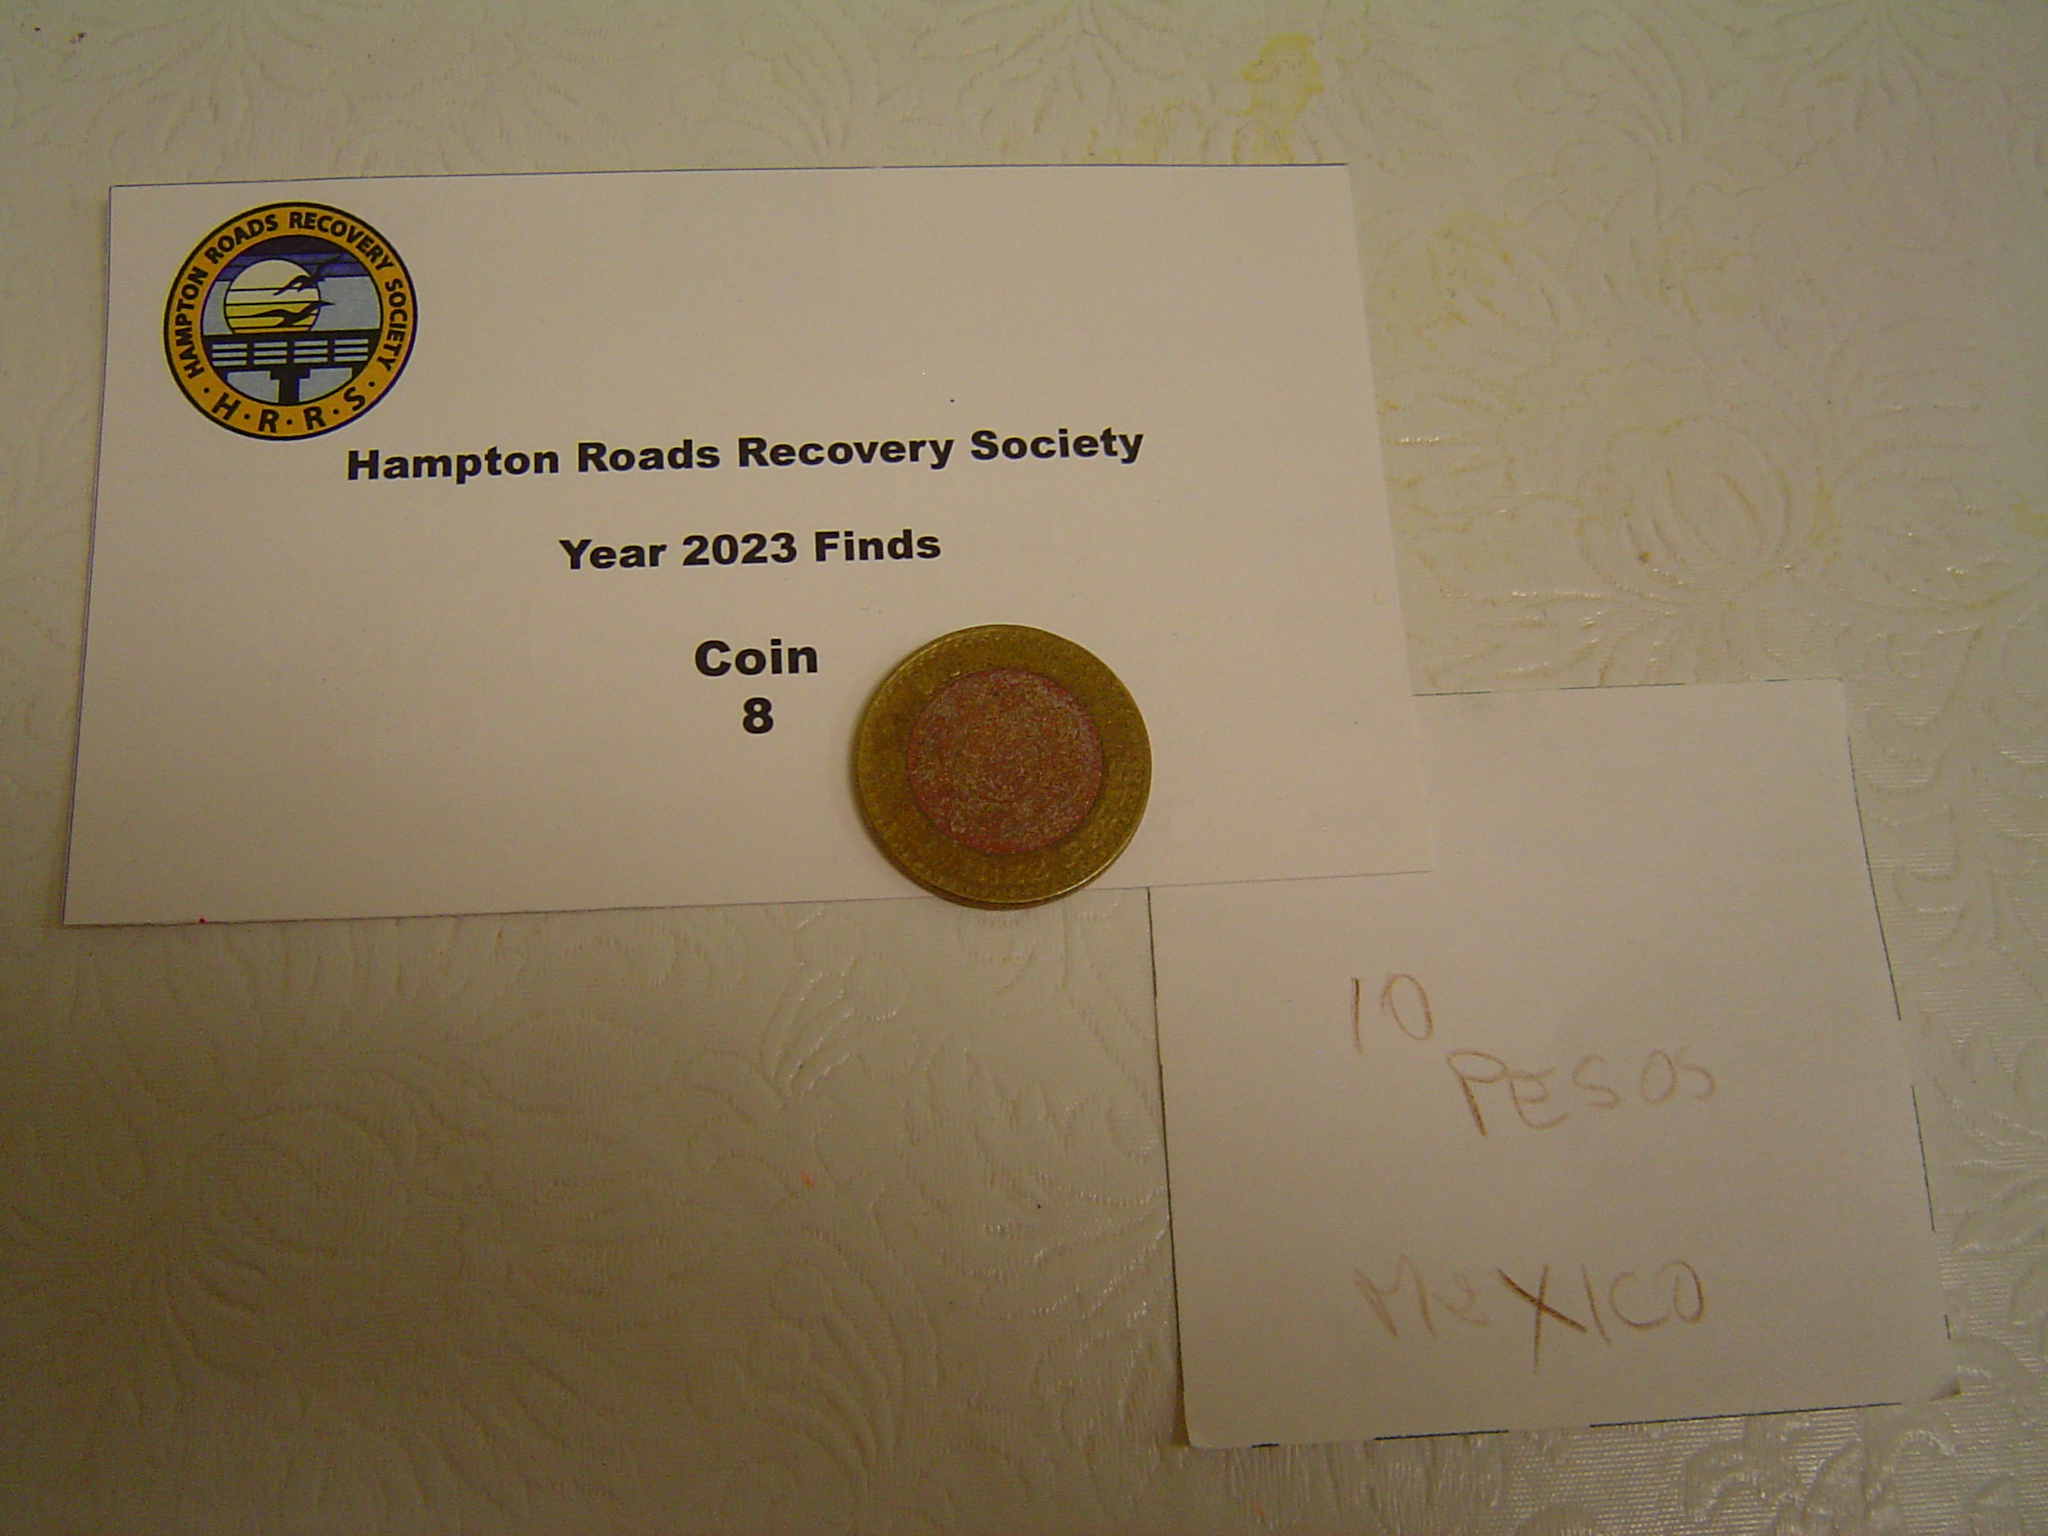 HAMPTON ROADS RECOVERY SOCIETY
· H · R · R · S ·
Hampton Roads Recovery Society
Year 2023 Finds
Coin
8
10
PESOS
MeXICO